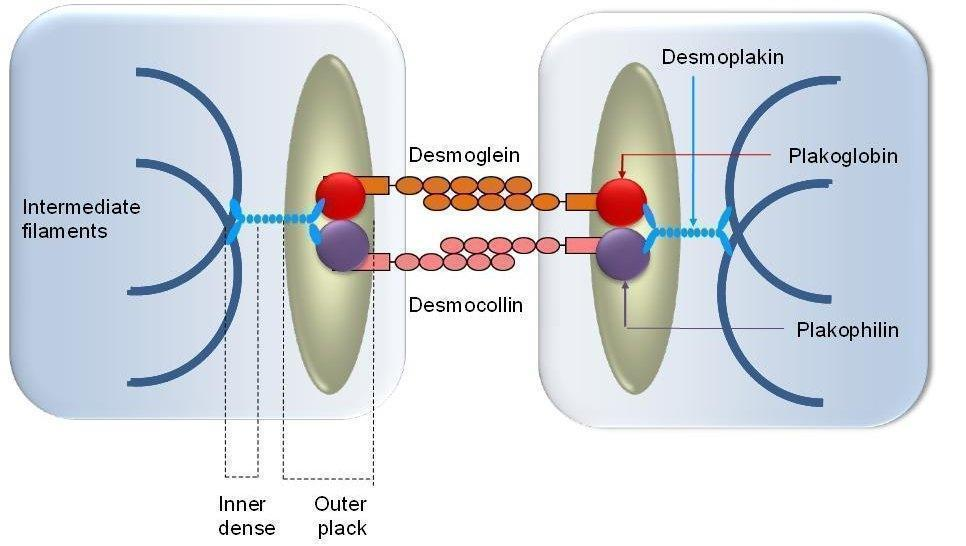 Desmoplakin
Desmoglein
Plakoglobin
Intermediate
filaments
Desmocollin
Plakophilin
Inner
dense
Outer
plack